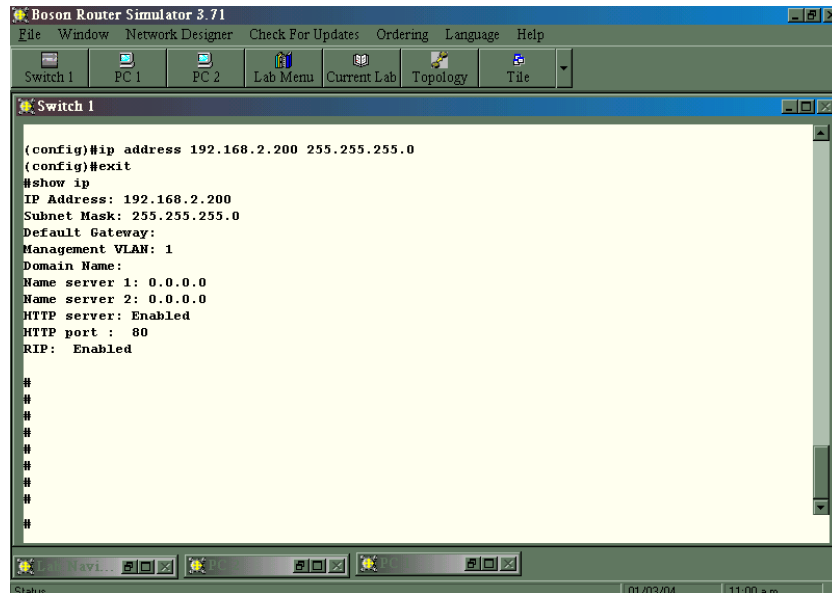 Boson Router Simulator 3.71
File Window Network Designer Check For Updates Ordering Language Help
Switch 1 PC 1 PC 2 Lab Menu Current Lab Topology Tile
Switch 1
(config)#ip address 192.168.2.200 255.255.255.0
(config)#exit
#show ip
IP Address: 192.168.2.200
Subnet Mask: 255.255.255.0
Default Gateway:
Management VLAN: 1
Domain Name:
Name server 1: 0.0.0.0
Name server 2: 0.0.0.0
HTTP server: Enabled
HTTP port :  80
RIP:  Enabled
#
#
#
#
#
#
#
#
#
Lab Navi... PC PC
Status 01/03/04 11:00 a.m.